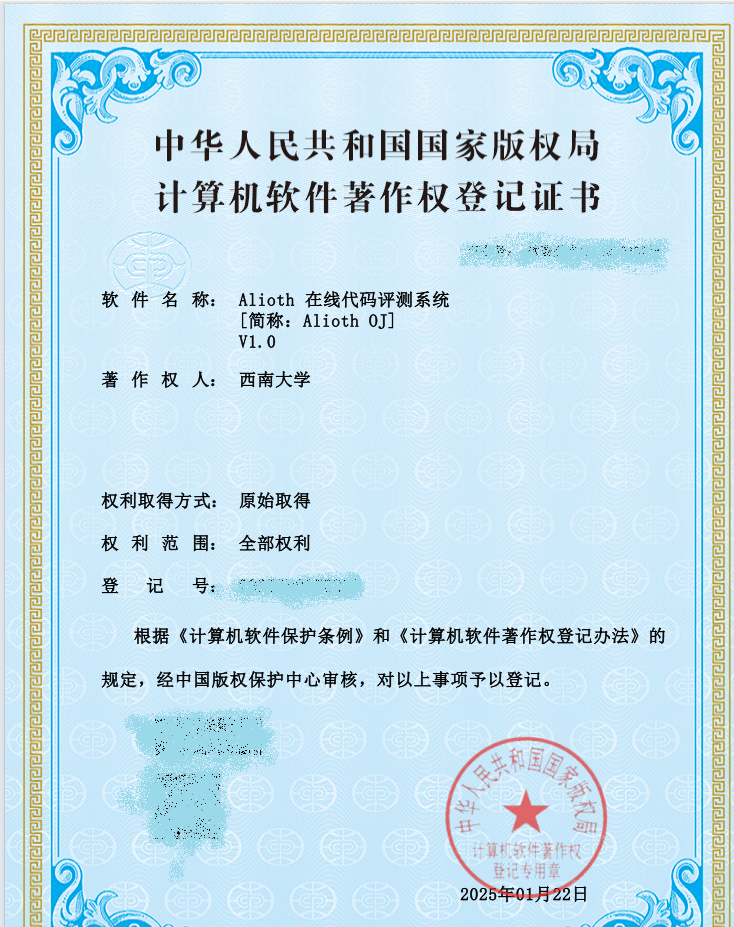 中华人民共和国国家版权局
计算机软件著作权登记证书
软件名称: Alioth 在线代码评测系统
[简称: Alioth OJ]
V1.0
著作权人: 西南大学
权利取得方式: 原始取得
权利范围: 全部权利
登记号:
根据《计算机软件保护条例》和《计算机软件著作权登记办法》的
规定，经中国版权保护中心审核，对以上事项予以登记。
中华人民共和国国家版权局
计算机软件著作权
登记专用章
2025年01月22日